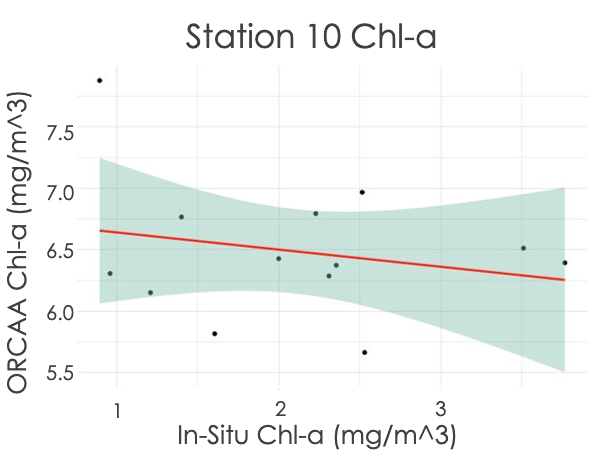 Station 10 Chl-a
ORCAA Chl-a (mg/m^3)
7.5
7.0
6.5
6.0
5.5
1
2
3
In-Situ Chl-a (mg/m^3)